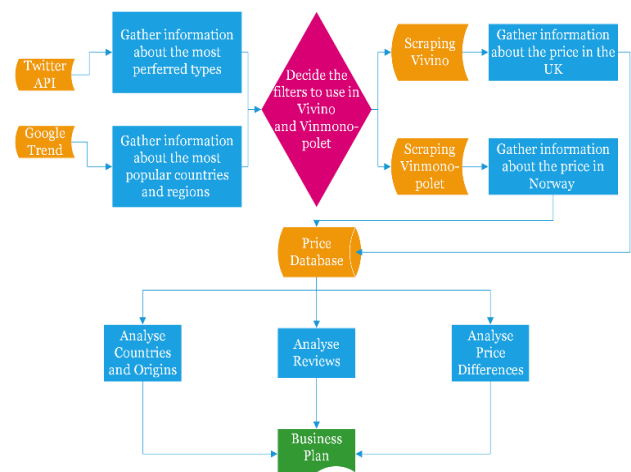 Twitter
API
Gather information
about the most
perferred types
Google
Trend
Gather information
about the most
popular countries
and regions
Decide the
filters to use in
Vivino
and Vinmono-
polet
Scraping
Vivino
Gather information
about the price in the
UK
Scraping
Vinmono-
polet
Gather information
about the price in
Norway
Price
Database
Analyse
Countries
and Origins
Analyse
Reviews
Analyse
Price
Differences
Business
Plan